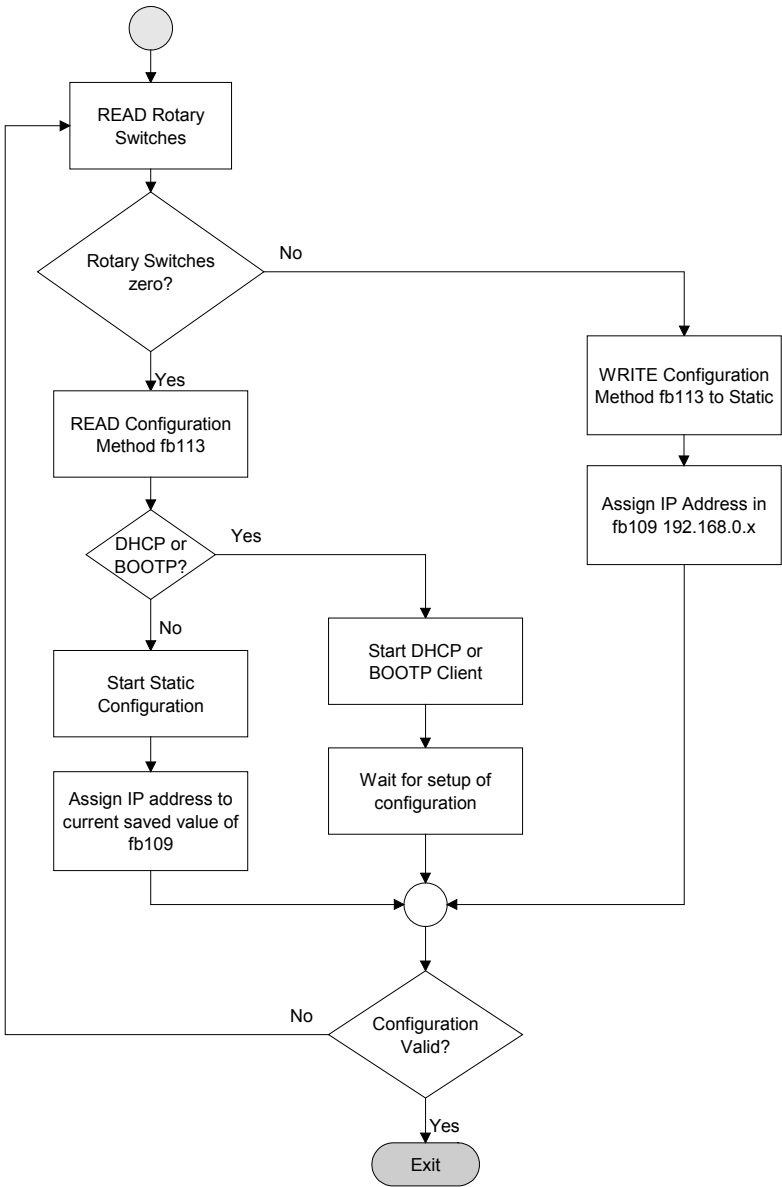 READ Rotary
Switches
Rotary Switches
zero?
No
Yes
WRITE Configuration
Method fb113 to Static
READ Configuration
Method fb113
Assign IP Address in
fb109 192.168.0.x
DHCP or
BOOTP?
Yes
No
Start DHCP or
BOOTP Client
Start Static
Configuration
Wait for setup of
configuration
Assign IP address to
current saved value of
fb109
Configuration
Valid?
No
Yes
Exit